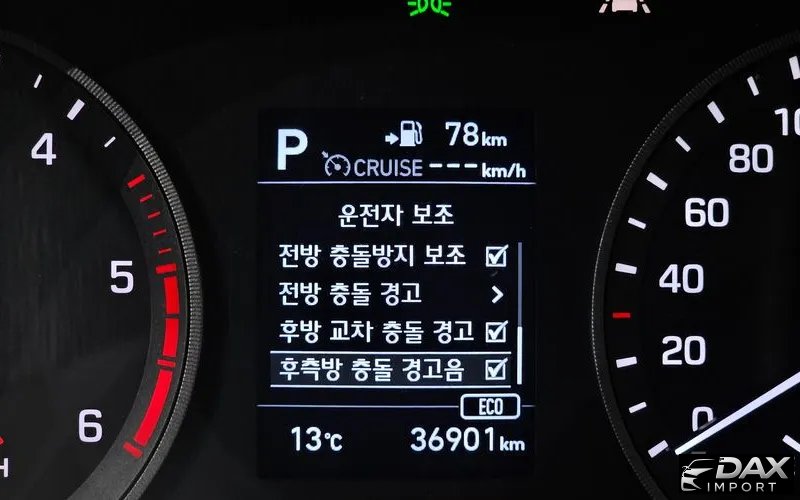 P
78km
CRUISE ---km/h
운전자 보조
전방 충돌방지 보조
전방 충돌 경고
후방 교차 충돌 경고
후측방 충돌 경고음
ECO
13℃ 36901km
4
5
6
H
80
60
40
20
0
DAX
IMPORT